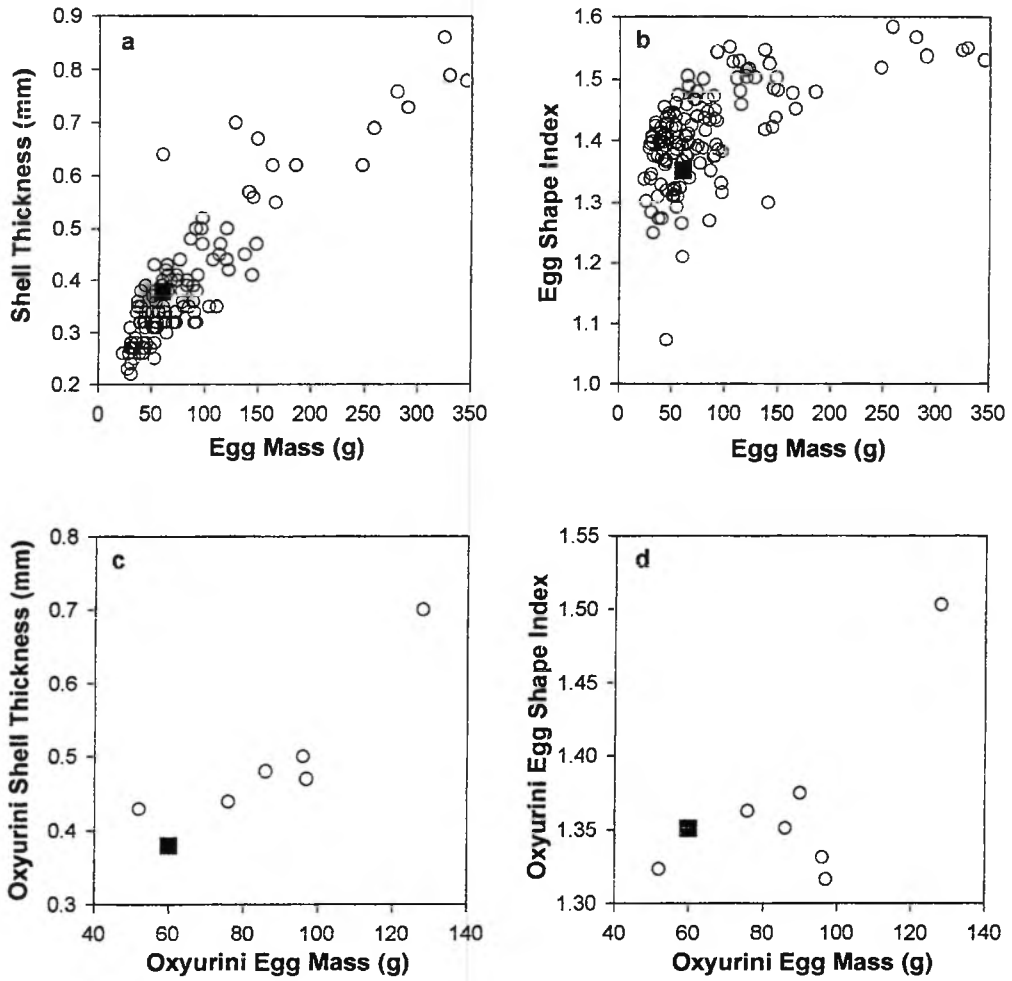 a
Shell Thickness (mm)
0.9
0.8
0.7
0.6
0.5
0.4
0.3
0.2
0 50 100 150 200 250 300 350
Egg Mass (g)
b
Egg Shape Index
1.6
1.5
1.4
1.3
1.2
1.1
1.0
0 50 100 150 200 250 300 350
Egg Mass (g)
c
Oxyurini Shell Thickness (mm)
0.8
0.7
0.6
0.5
0.4
0.3
40 60 80 100 120 140
Oxyurini Egg Mass (g)
d
Oxyurini Egg Shape Index
1.55
1.50
1.45
1.40
1.35
1.30
40 60 80 100 120 140
Oxyurini Egg Mass (g)